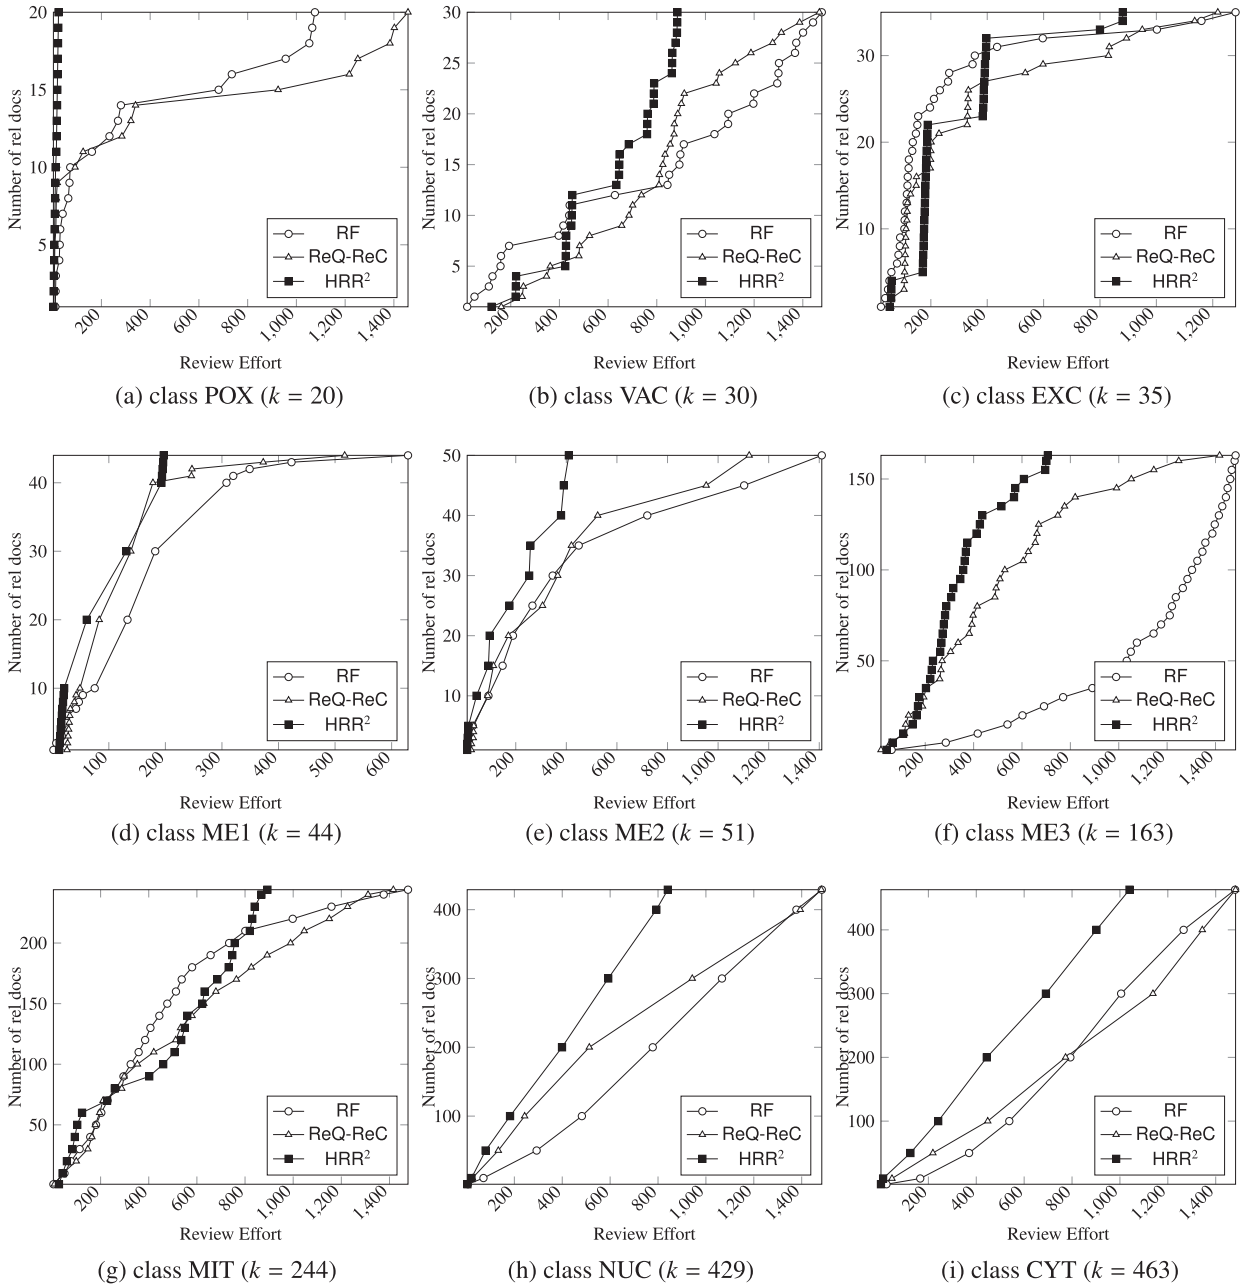 20
15
10
5
Number of rel docs
200
400
600
800
1,000
1,200
1,400
Review Effort
RF
ReQ-ReC
HRR²
(a) class POX (k = 20)
30
25
20
15
10
5
Number of rel docs
200
400
600
800
1,000
1,200
1,400
Review Effort
RF
ReQ-ReC
HRR²
(b) class VAC (k = 30)
30
20
10
Number of rel docs
200
400
600
800
1,000
1,200
Review Effort
RF
ReQ-ReC
HRR²
(c) class EXC (k = 35)
40
30
20
10
Number of rel docs
100
200
300
400
500
600
Review Effort
RF
ReQ-ReC
HRR²
(d) class ME1 (k = 44)
50
40
30
20
10
Number of rel docs
200
400
600
800
1,000
1,200
1,400
Review Effort
RF
ReQ-ReC
HRR²
(e) class ME2 (k = 51)
150
100
50
Number of rel docs
200
400
600
800
1,000
1,200
1,400
Review Effort
RF
ReQ-ReC
HRR²
(f) class ME3 (k = 163)
200
150
100
50
Number of rel docs
200
400
600
800
1,000
1,200
1,400
Review Effort
RF
ReQ-ReC
HRR²
(g) class MIT (k = 244)
400
300
200
100
Number of rel docs
200
400
600
800
1,000
1,200
1,400
Review Effort
RF
ReQ-ReC
HRR²
(h) class NUC (k = 429)
400
300
200
100
Number of rel docs
200
400
600
800
1,000
1,200
1,400
Review Effort
RF
ReQ-ReC
HRR²
(i) class CYT (k = 463)